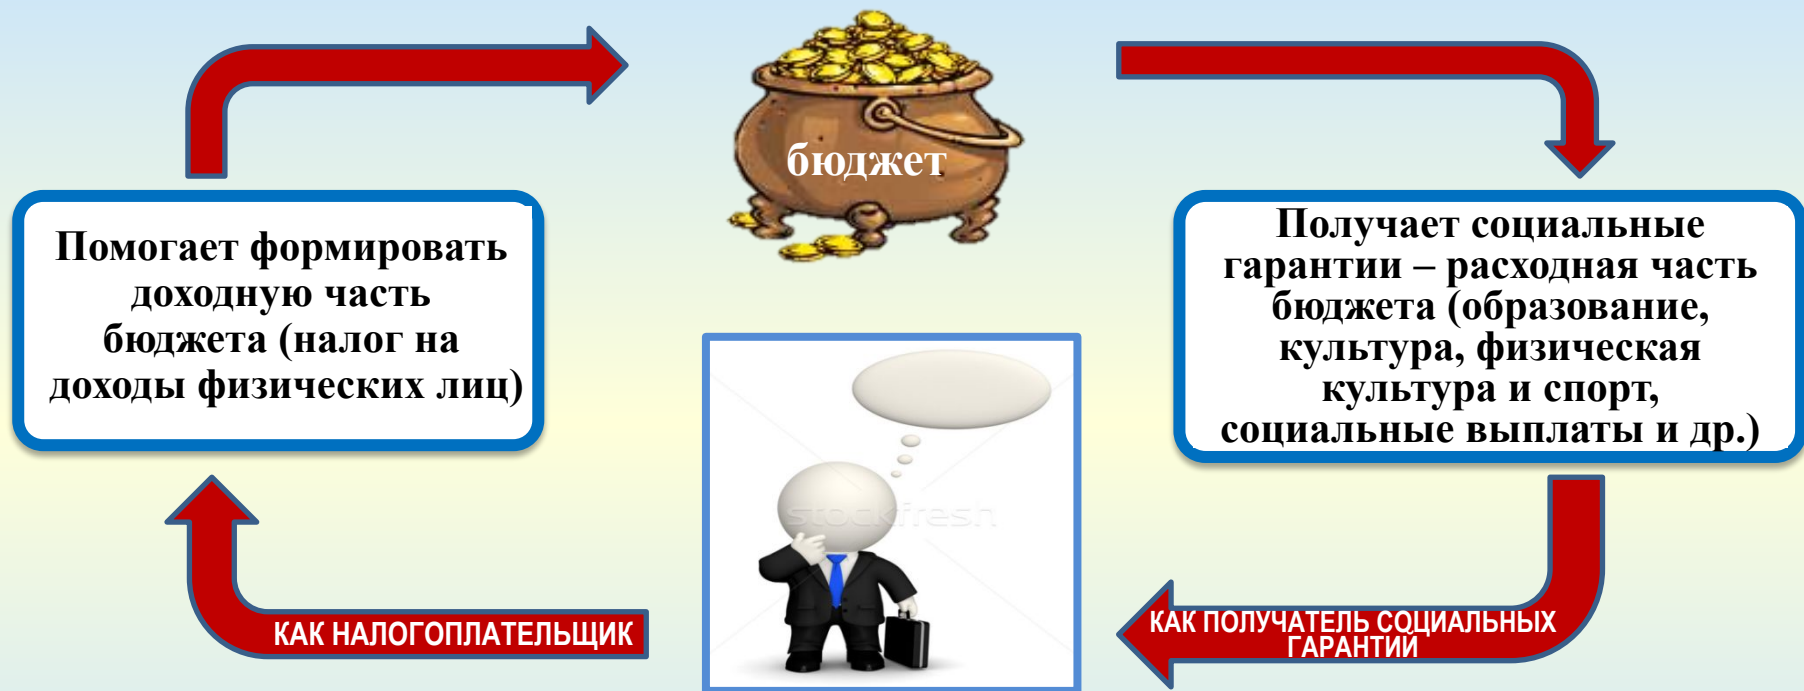 бюджет
Помогает формировать
доходную часть
бюджета (налог на
доходы физических лиц)
Получает социальные
гарантии – расходная часть
бюджета (образование,
культура, физическая
культура и спорт,
социальные выплаты и др.)
stockfresh
КАК НАЛОГОПЛАТЕЛЬЩИК
КАК ПОЛУЧАТЕЛЬ СОЦИАЛЬНЫХ
ГАРАНТИЙ